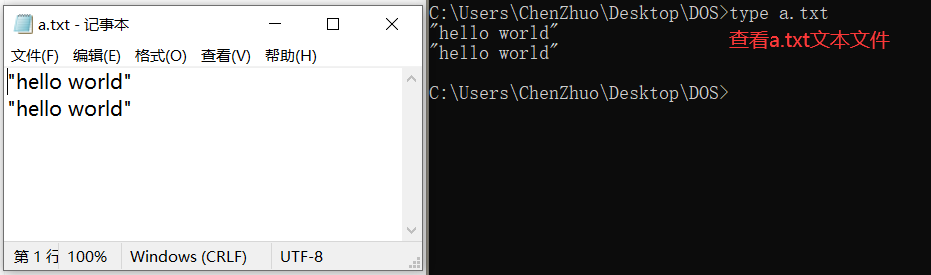 a.txt - 记事本
文件(F) 编辑(E) 格式(O) 查看(V) 帮助(H)
"hello world"
"hello world"
第 1 行 100% Windows (CRLF) UTF-8
C:\Users\ChenZhuo\Desktop\DOS>type a.txt
"hello world"
查看a.txt文本文件
"hello world"
C:\Users\ChenZhuo\Desktop\DOS>